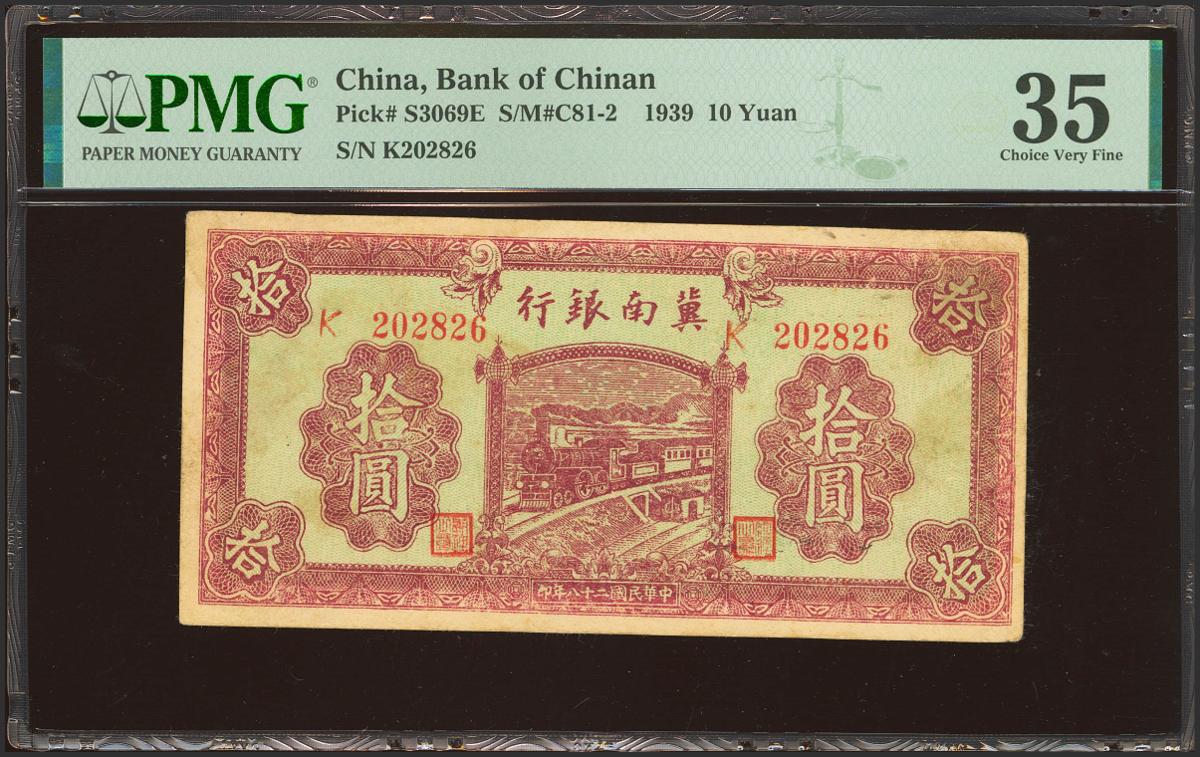 PMG®
PAPER MONEY GUARANTY
China, Bank of Chinan
Pick# S3069E S/M#C81-2 1939 10 Yuan
S/N K202826
35
Choice Very Fine
拾
拾
行銀南冀
K 202826
K 202826
拾圓
拾圓
拾
拾
印年八十二國民華中